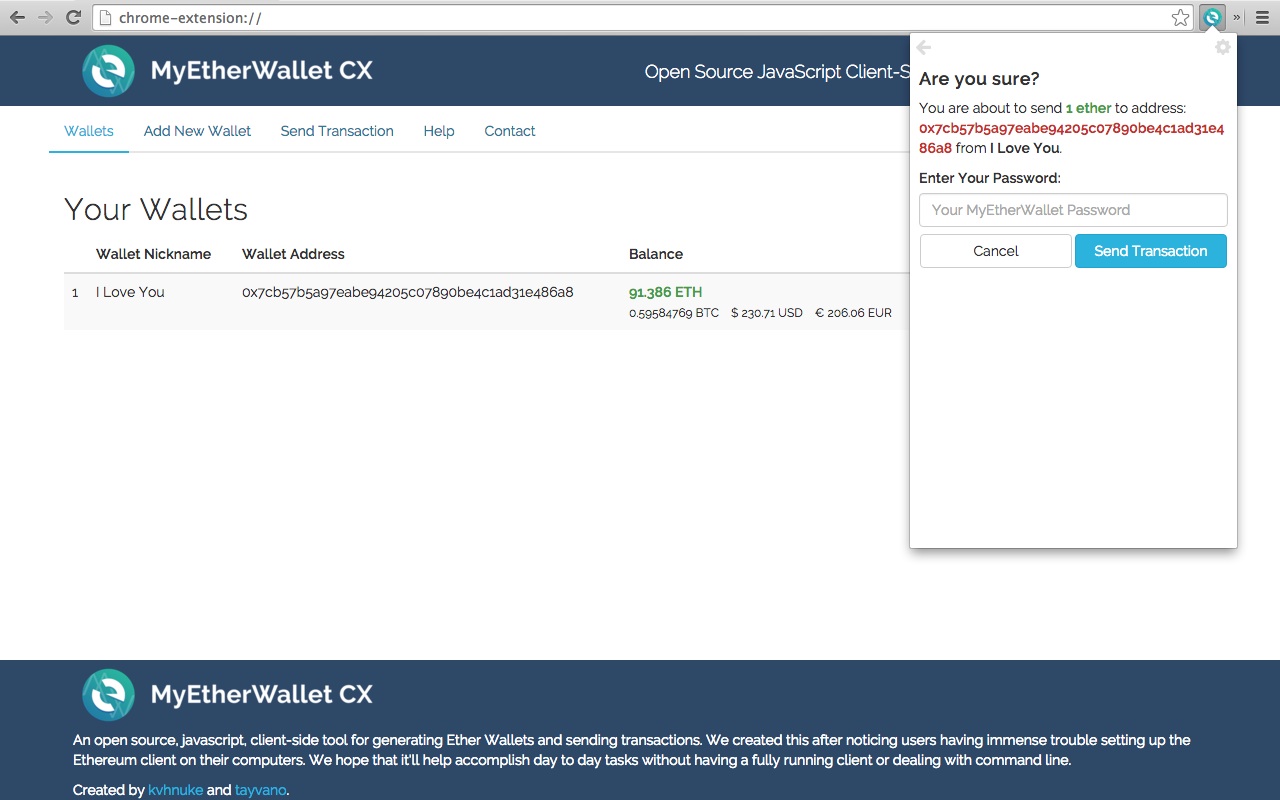 chrome-extension://
MyEtherWallet CX
Open Source JavaScript Client-S
Wallets
Add New Wallet
Send Transaction
Help
Contact
Your Wallets
Wallet Nickname Wallet Address Balance
1 I Love You 0x7cb57b5a97eabe94205c07890be4c1ad31e486a8 91.386 ETH
0.59584769 BTC $ 230.71 USD € 206.06 EUR
Are you sure?
You are about to send 1 ether to address:
0x7cb57b5a97eabe94205c07890be4c1ad31e4
86a8 from I Love You.
Enter Your Password:
Your MyEtherWallet Password
Cancel
Send Transaction
MyEtherWallet CX
An open source, javascript, client-side tool for generating Ether Wallets and sending transactions. We created this after noticing users having immense trouble setting up the
Ethereum client on their computers. We hope that it'll help accomplish day to day tasks without having a fully running client or dealing with command line.
Created by kvhnuke and tayvano.